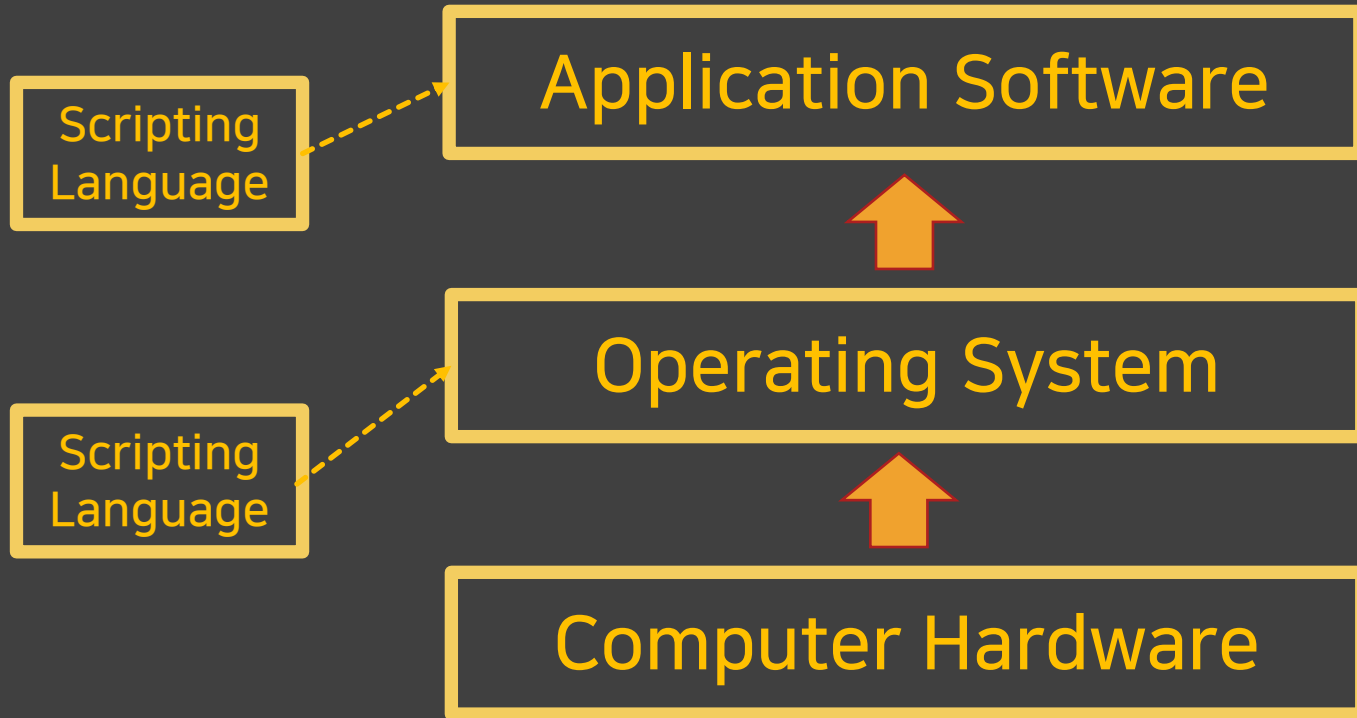 Application Software
Scripting
Language
Operating System
Scripting
Language
Computer Hardware